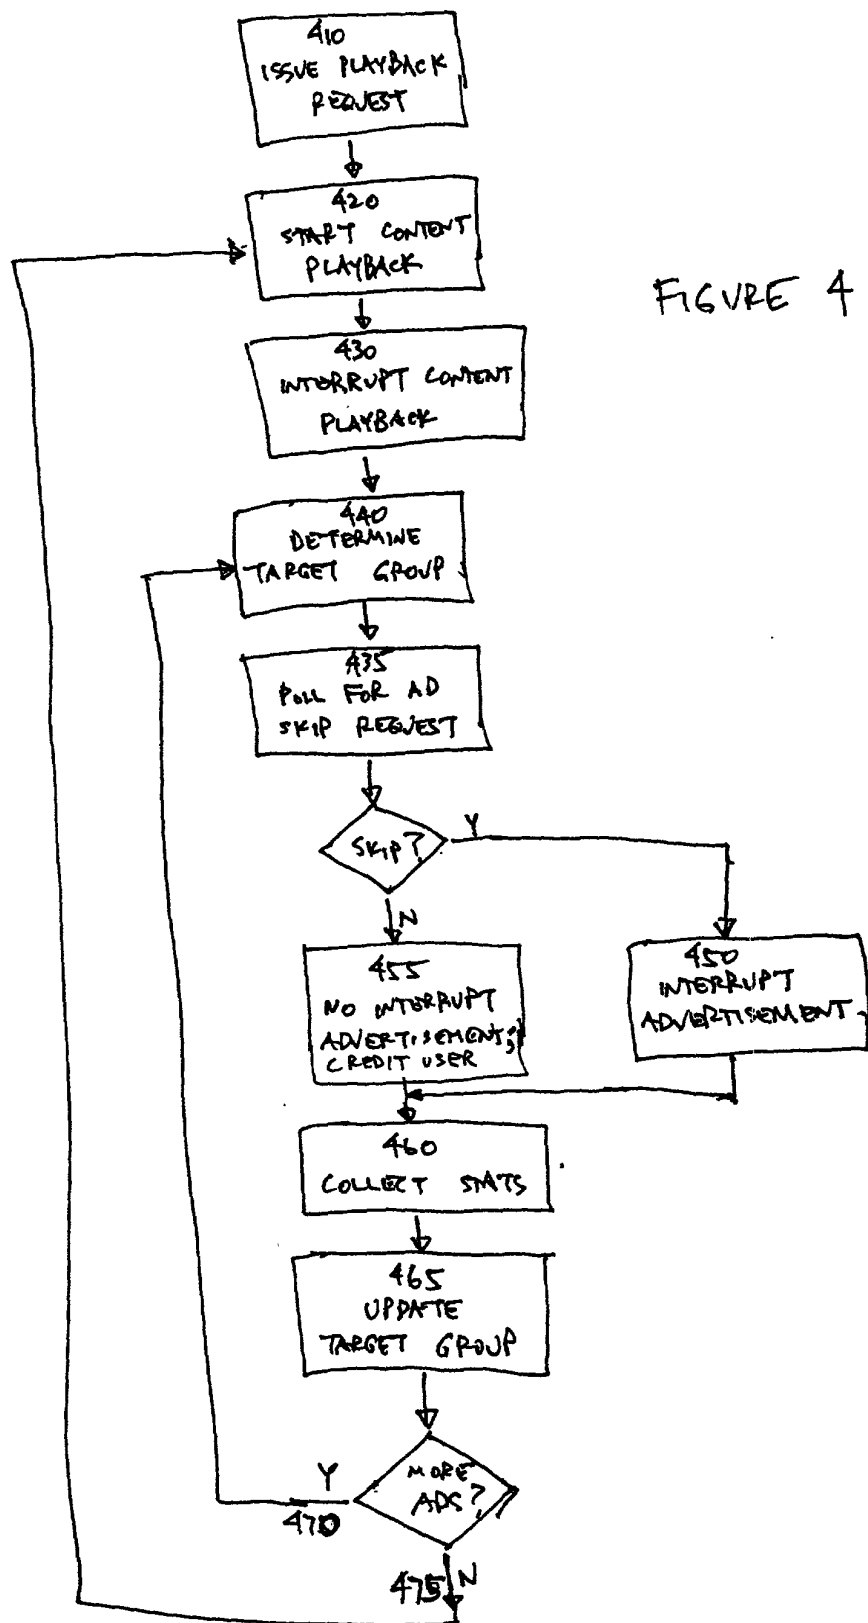 410
ISSUE PLAYBACK
REQUEST
420
START CONTENT
PLAYBACK
FIGURE 4
430
INTERRUPT CONTENT
PLAYBACK
440
DETERMINE
TARGET GROUP
435
POLL FOR AD
SKIP REQUEST
SKIP?
Y
N
455
NO INTERRUPT
ADVERTISEMENT;
CREDIT USER
450
INTERRUPT
ADVERTISEMENT
460
COLLECT STATS
465
UPDATE
TARGET GROUP
MORE
ADS?
Y
470
475 N